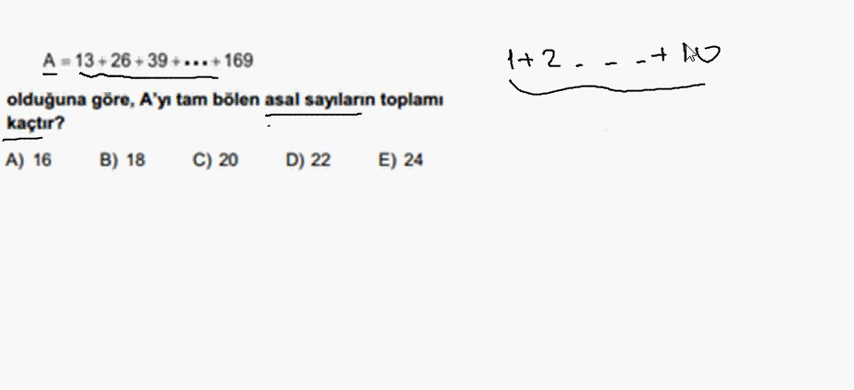 A = 13 + 26 + 39 + ... + 169
1+2 . - - - + 10
olduğuna göre, A'yı tam bölen asal sayıların toplamı
kaçtır?
A) 16 B) 18 C) 20 D) 22 E) 24